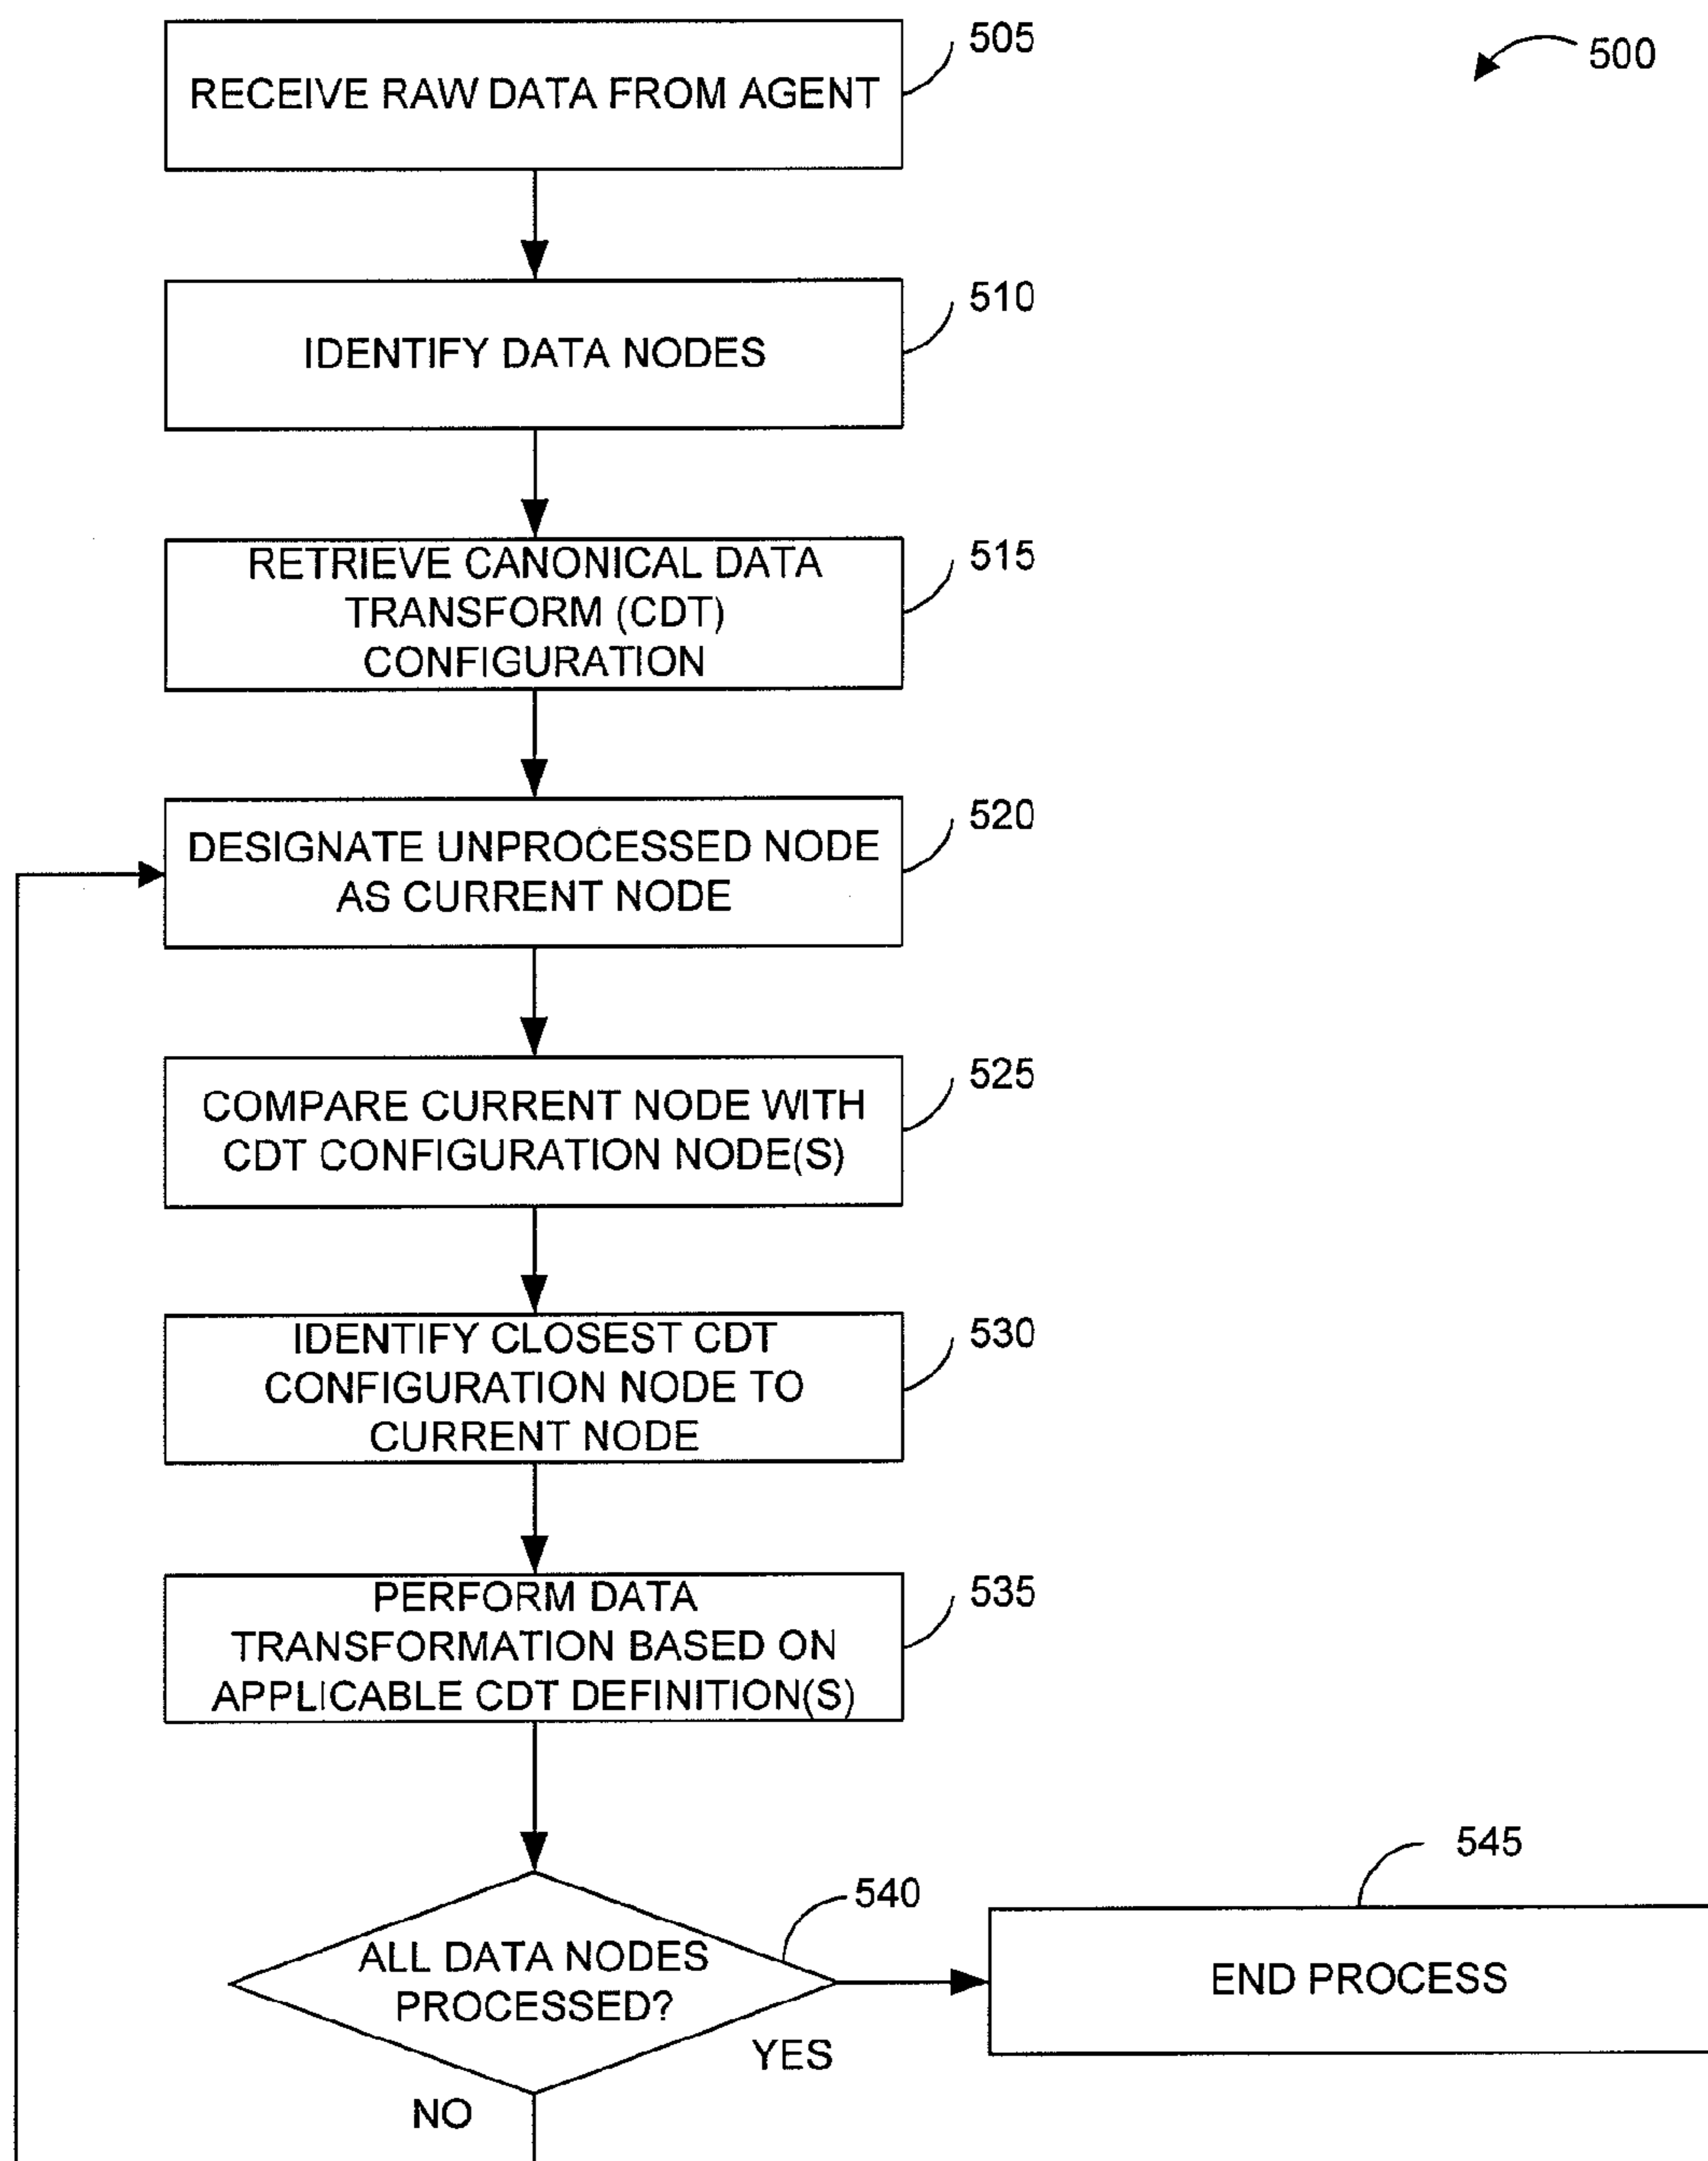 500
RECEIVE RAW DATA FROM AGENT
505
IDENTIFY DATA NODES
510
RETRIEVE CANONICAL DATA
TRANSFORM (CDT)
CONFIGURATION
515
DESIGNATE UNPROCESSED NODE
AS CURRENT NODE
520
COMPARE CURRENT NODE WITH
CDT CONFIGURATION NODE(S)
525
IDENTIFY CLOSEST CDT
CONFIGURATION NODE TO
CURRENT NODE
530
PERFORM DATA
TRANSFORMATION BASED ON
APPLICABLE CDT DEFINITION(S)
535
ALL DATA NODES
PROCESSED?
540
YES
NO
END PROCESS
545